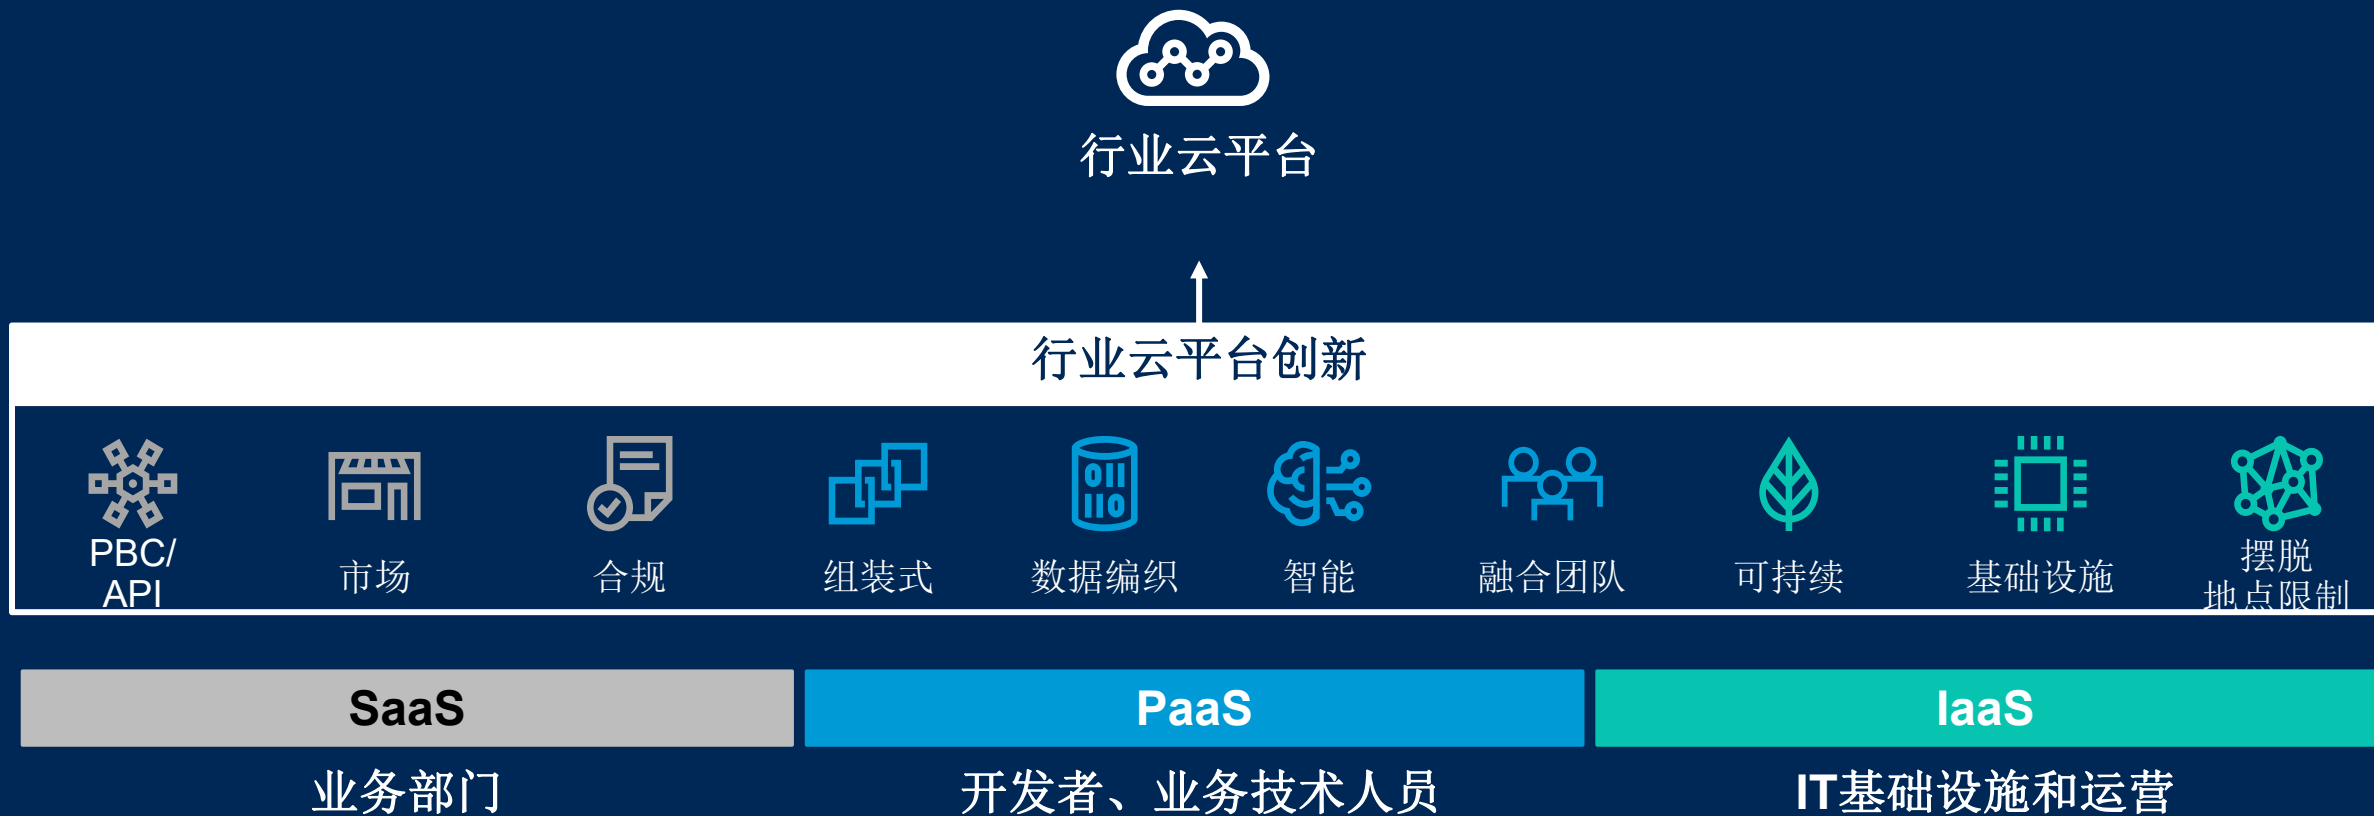 行业云平台
行业云平台创新
PBC/
API
市场
合规
组装式
数据编织
智能
融合团队
可持续
基础设施
摆脱
地点限制
SaaS
PaaS
IaaS
业务部门
开发者、业务技术人员
IT基础设施和运营